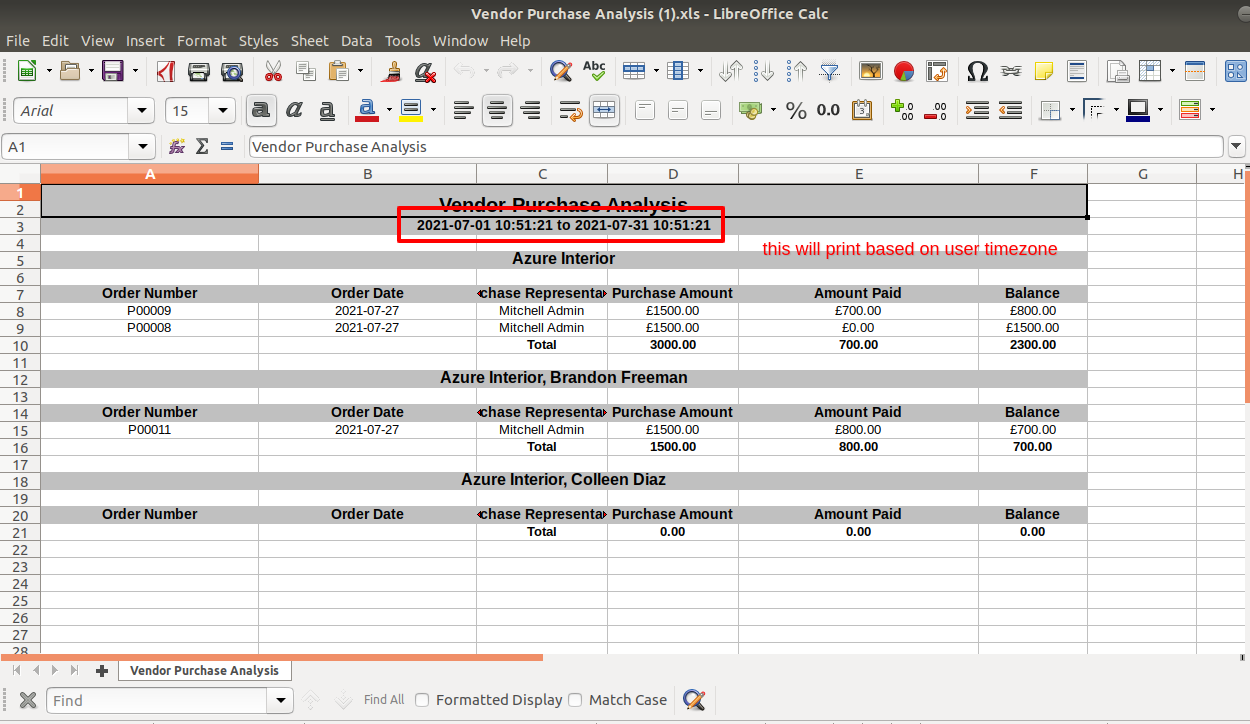 Vendor Purchase Analysis (1).xls - LibreOffice Calc
File Edit View Insert Format Styles Sheet Data Tools Window Help
Abc
Arial 15 a a a a % 0.0 3 .00 .00
A1 Vendor Purchase Analysis
A B C D E F G H
1
2 Vendor Purchase Analysis
3 2021-07-01 10:51:21 to 2021-07-31 10:51:21
4 this will print based on user timezone
5 Azure Interior
6
7 Order Number Order Date chase Representa Purchase Amount Amount Paid Balance
8 P00009 2021-07-27 Mitchell Admin £1500.00 £700.00 £800.00
9 P00008 2021-07-27 Mitchell Admin £1500.00 £0.00 £1500.00
10 Total 3000.00 700.00 2300.00
11
12 Azure Interior, Brandon Freeman
13
14 Order Number Order Date chase Representa Purchase Amount Amount Paid Balance
15 P00011 2021-07-27 Mitchell Admin £1500.00 £800.00 £700.00
16 Total 1500.00 800.00 700.00
17
18 Azure Interior, Colleen Diaz
19
20 Order Number Order Date chase Representa Purchase Amount Amount Paid Balance
21 Total 0.00 0.00 0.00
22
23
24
25
26
27
28
Vendor Purchase Analysis
Find Find All Formatted Display Match Case